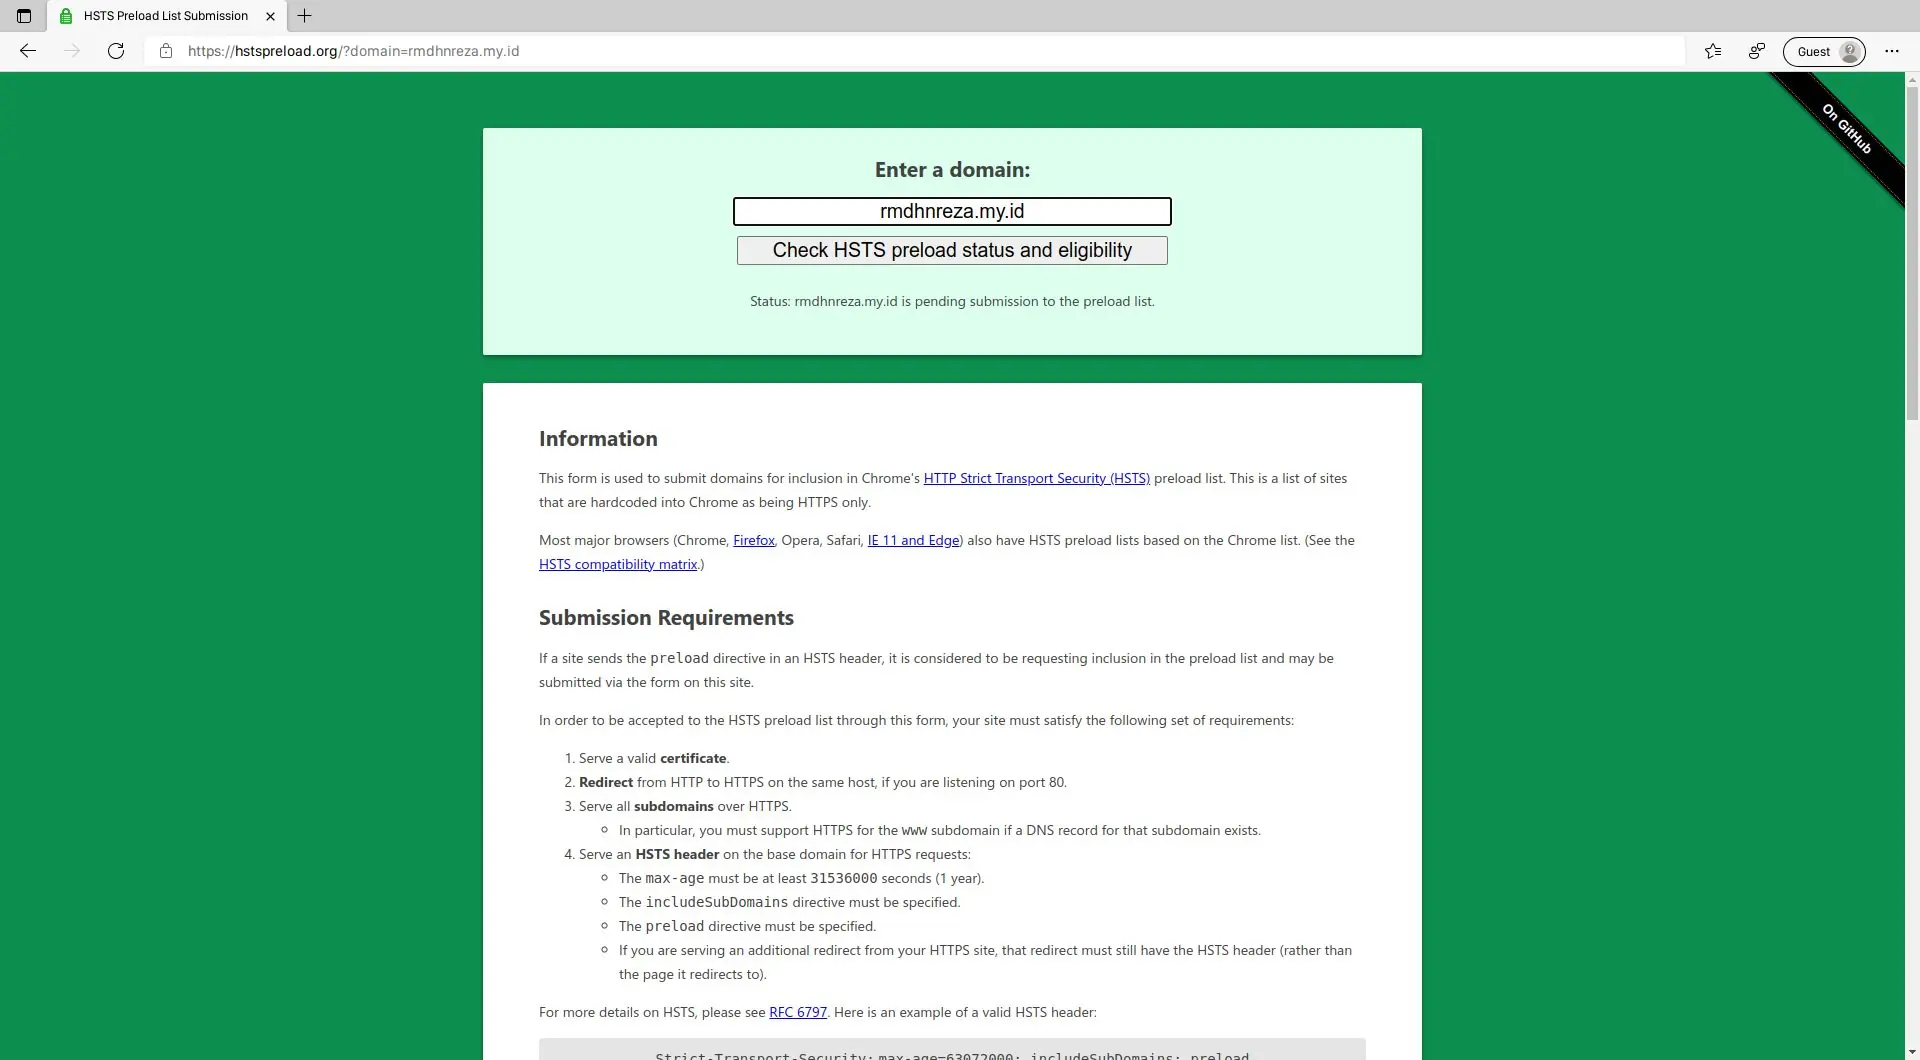 HSTS Preload List Submission
https://hstspreload.org/?domain=rmdhnreza.my.id
Guest
On GitHub
Enter a domain:
rmdhnreza.my.id
Check HSTS preload status and eligibility
Status: rmdhnreza.my.id is pending submission to the preload list.
Information
This form is used to submit domains for inclusion in Chrome's HTTP Strict Transport Security (HSTS) preload list. This is a list of sites
that are hardcoded into Chrome as being HTTPS only.
Most major browsers (Chrome, Firefox, Opera, Safari, IE 11 and Edge) also have HSTS preload lists based on the Chrome list. (See the
HSTS compatibility matrix.)
Submission Requirements
If a site sends the preload directive in an HSTS header, it is considered to be requesting inclusion in the preload list and may be
submitted via the form on this site.
In order to be accepted to the HSTS preload list through this form, your site must satisfy the following set of requirements:
1. Serve a valid certificate.
2. Redirect from HTTP to HTTPS on the same host, if you are listening on port 80.
3. Serve all subdomains over HTTPS.
In particular, you must support HTTPS for the www subdomain if a DNS record for that subdomain exists.
4. Serve an HSTS header on the base domain for HTTPS requests:
The max-age must be at least 31536000 seconds (1 year).
The includeSubDomains directive must be specified.
The preload directive must be specified.
If you are serving an additional redirect from your HTTPS site, that redirect must still have the HSTS header (rather than
the page it redirects to).
For more details on HSTS, please see RFC 6797. Here is an example of a valid HSTS header:
Strict-Transport-Security: max-age=63072000; includeSubDomains; preload